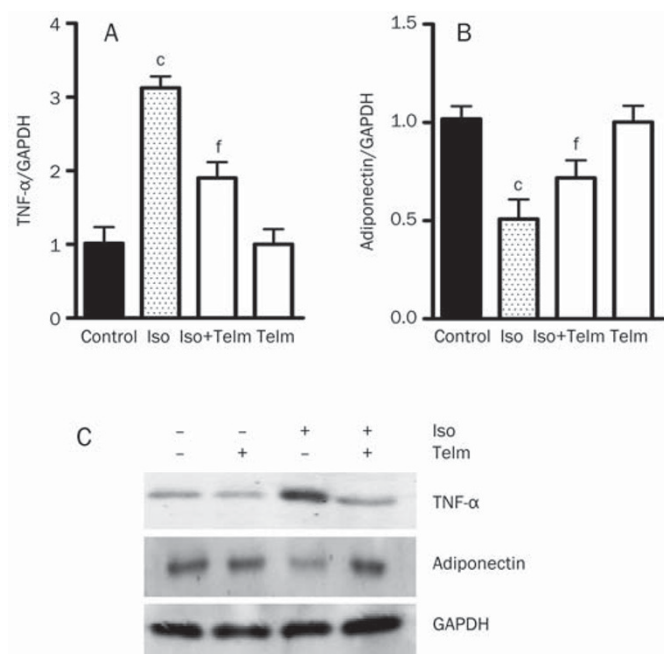 A
TNF-α/GAPDH
4
3
2
1
0
c
f
Control Iso Iso+Telm Telm
B
Adiponectin/GAPDH
1.5
1.0
0.5
0.0
c
f
Control Iso Iso+Telm Telm
C
– – + + Iso
– + – + Telm
TNF-α
Adiponectin
GAPDH